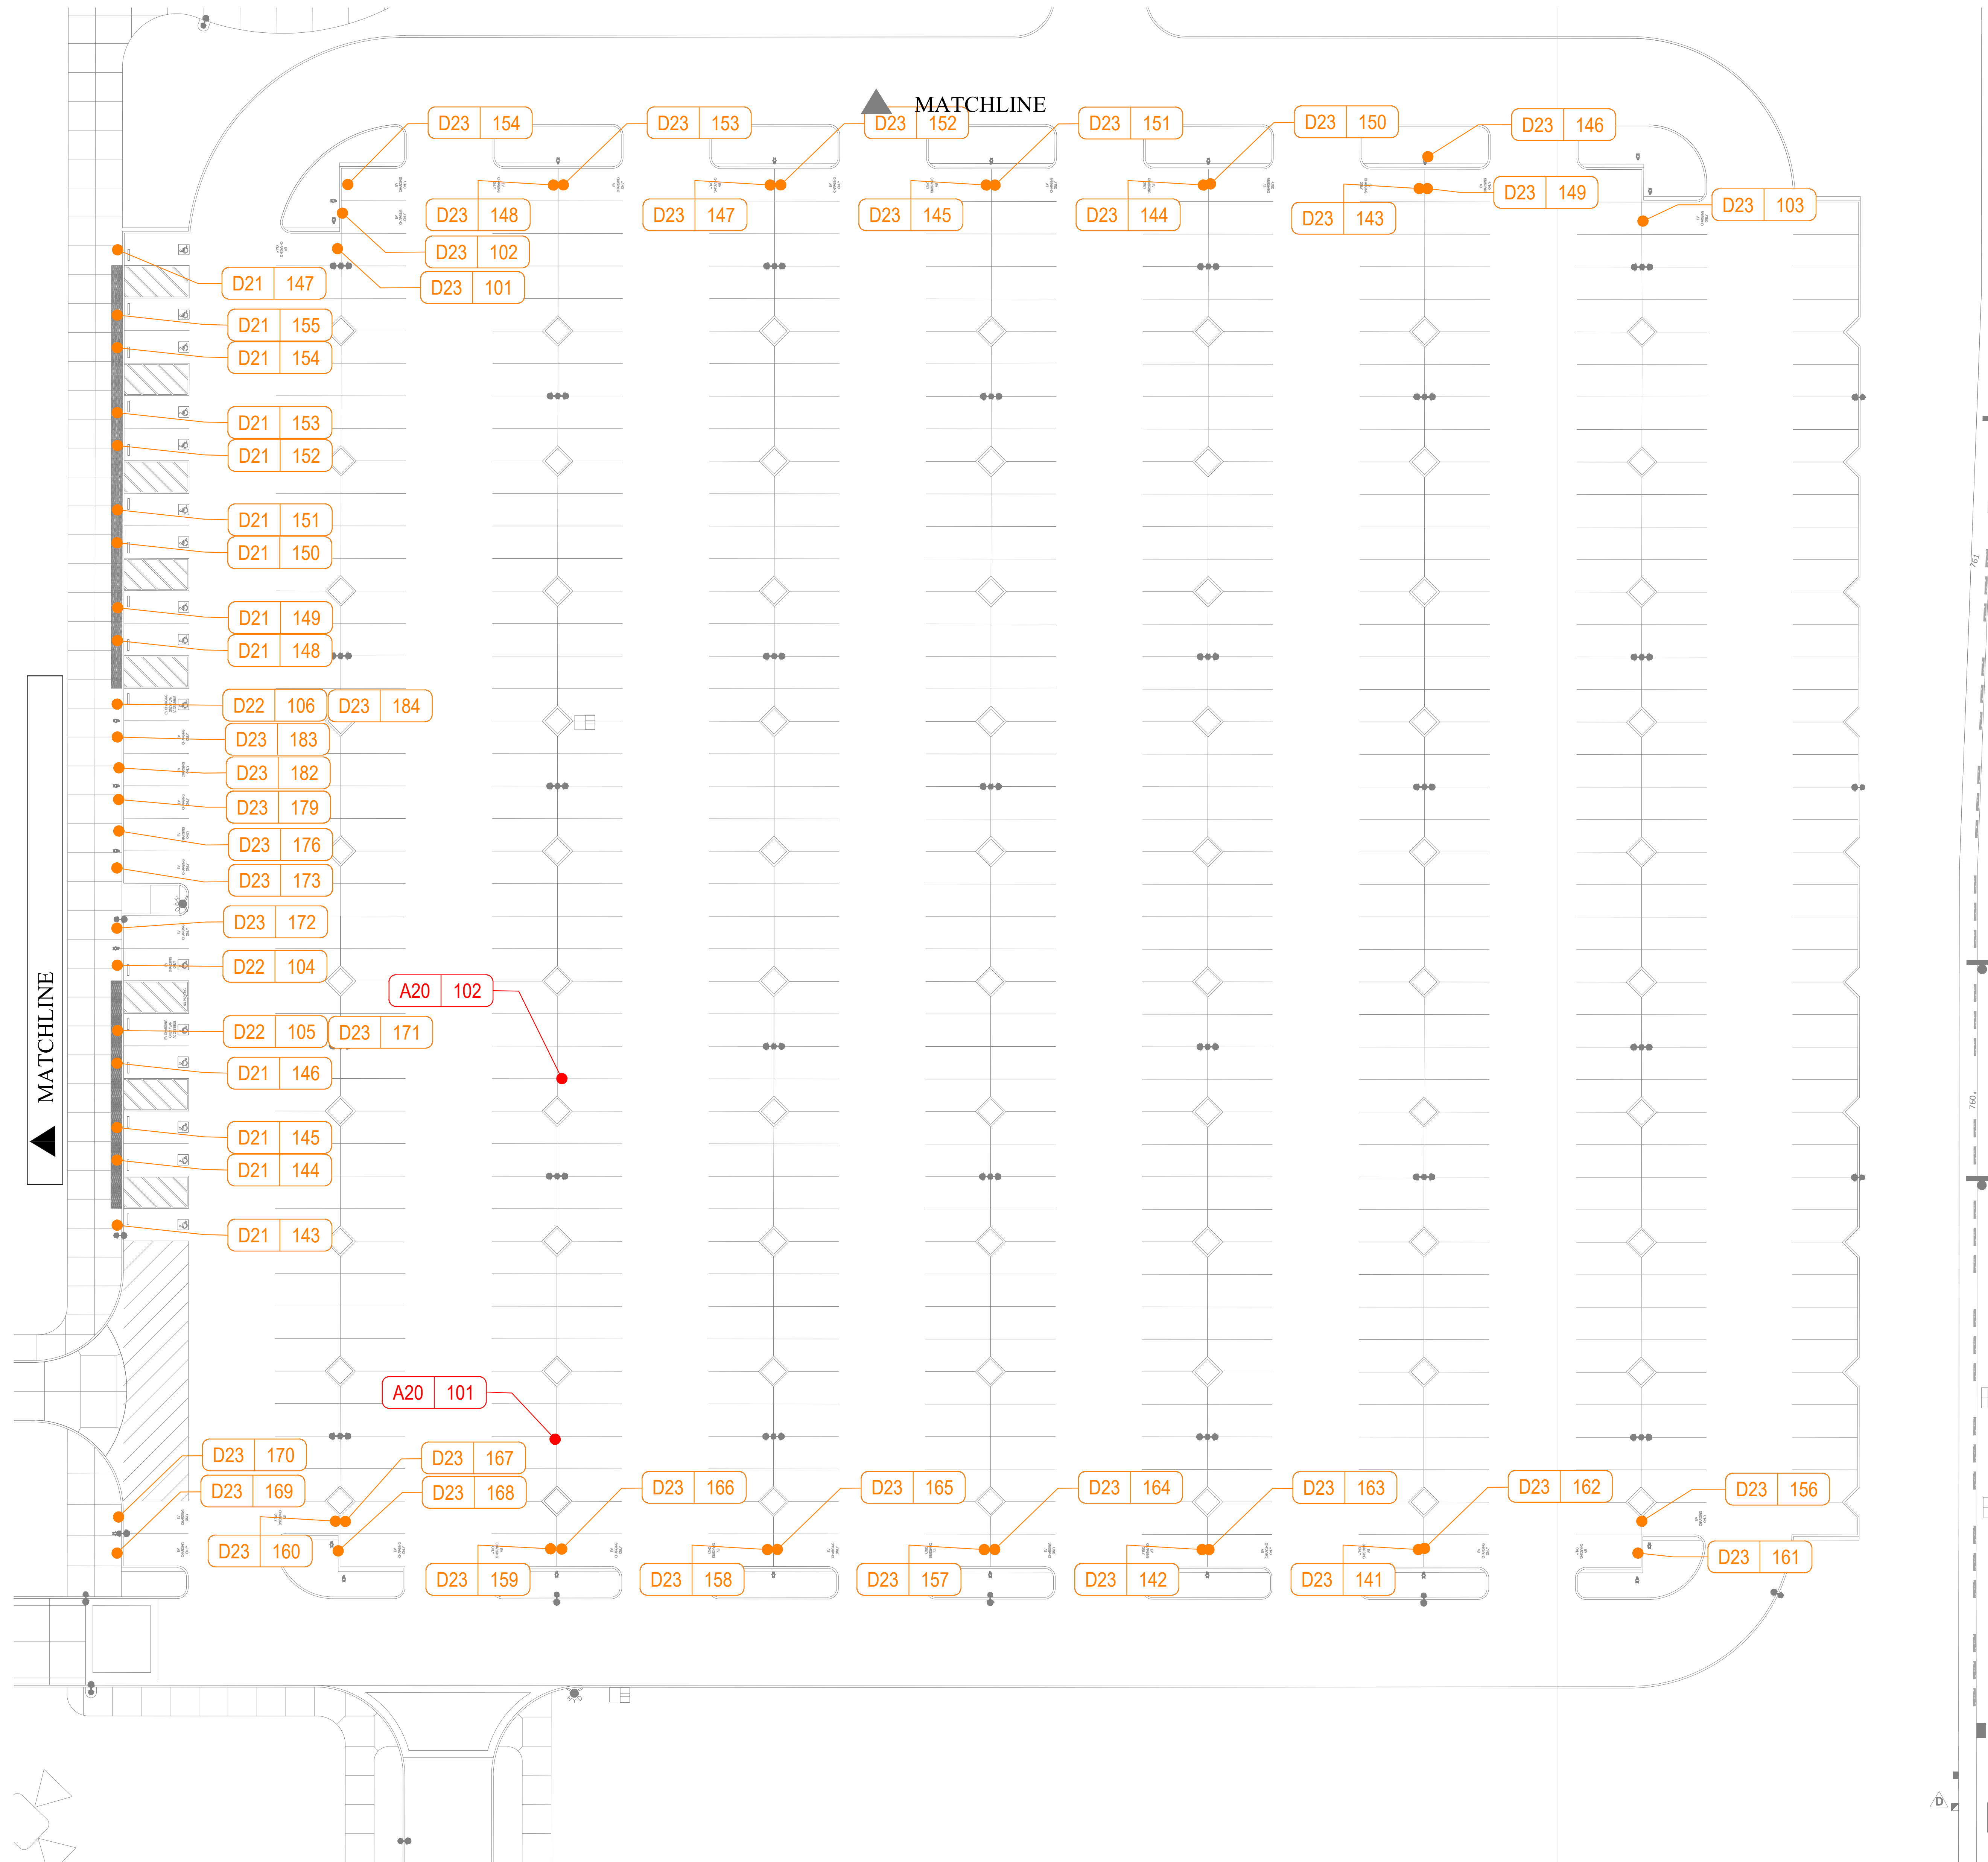 MATCHLINE
D23 154
D23 153
D23 152
D23 151
D23 150
D23 146
D23 148
D23 147
D23 145
D23 144
D23 143
D23 149
D23 103
D23 102
D23 101
D21 147
D21 155
D21 154
D21 153
D21 152
D21 151
D21 150
D21 149
D21 148
761
D22 106
D23 184
D23 183
D23 182
D23 179
D23 176
D23 173
D23 172
D22 104
A20 102
MATCHLINE
D22 105
D23 171
D21 146
760
D21 145
D21 144
D21 143
A20 101
D23 170
D23 167
D23 169
D23 168
D23 166
D23 165
D23 164
D23 163
D23 162
D23 156
D23 160
D23 159
D23 158
D23 157
D23 142
D23 141
D23 161
D